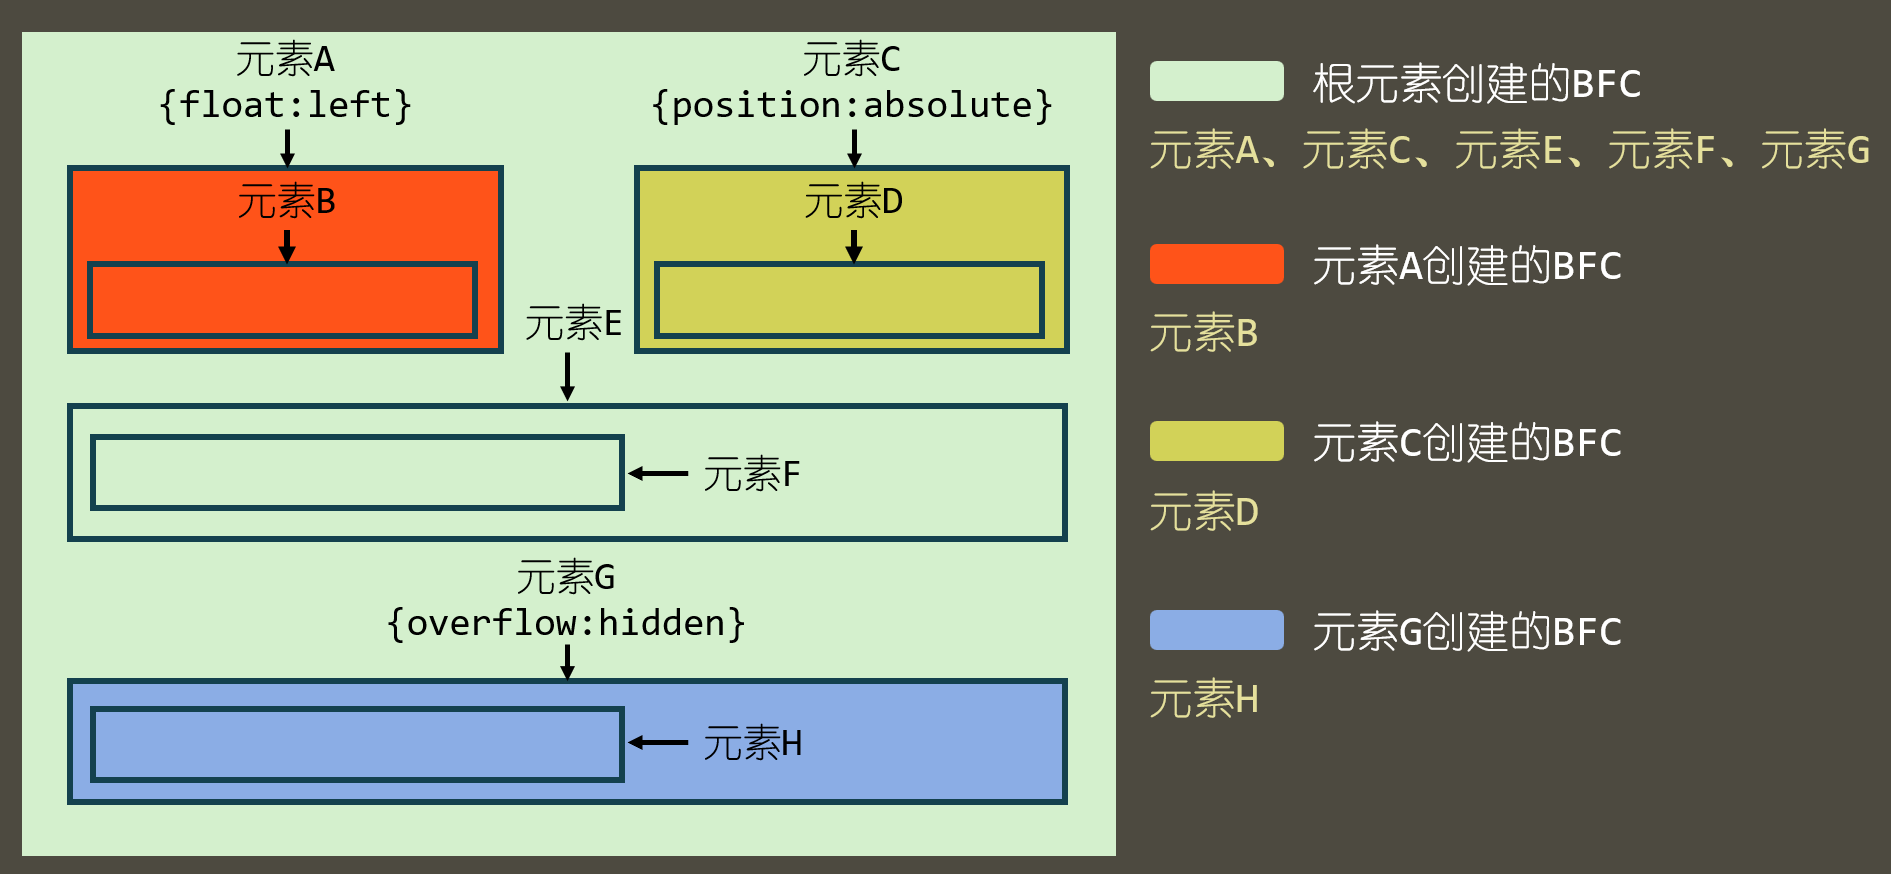 元素A
{float:left}
元素C
{position:absolute}
元素B
元素D
元素E
元素F
元素G
{overflow:hidden}
元素H
根元素创建的BFC
元素A、元素C、元素E、元素F、元素G
元素A创建的BFC
元素B
元素C创建的BFC
元素D
元素G创建的BFC
元素H